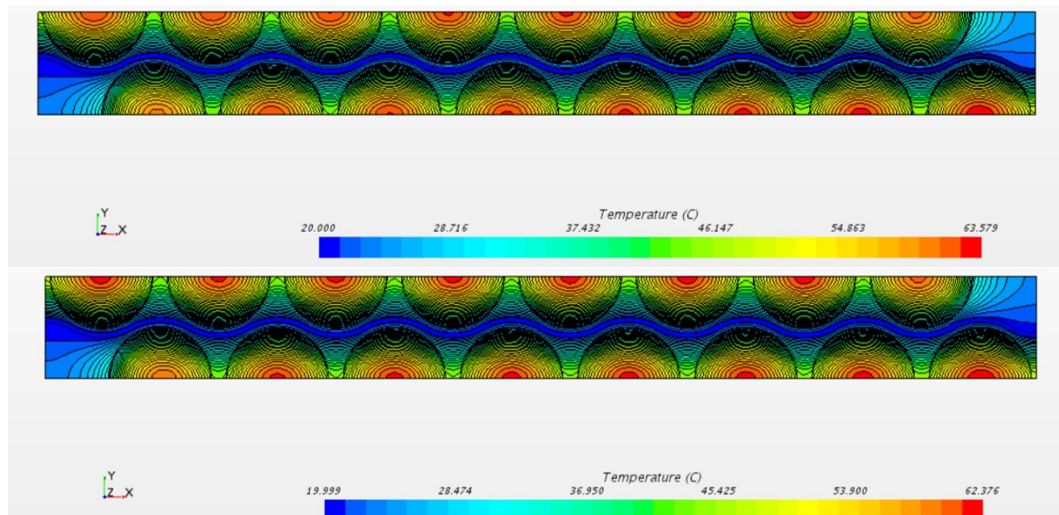 Y
Z X
Temperature (C)
20.000 28.716 37.432 46.147 54.863 63.579
Y
Z X
Temperature (C)
19.999 28.474 36.950 45.425 53.900 62.376